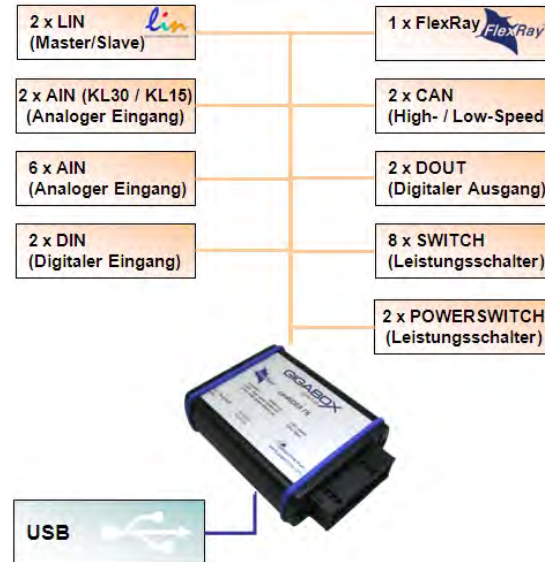 2 x LIN
(Master/Slave)
lin
1 x FlexRay
FlexRay
2 x AIN (KL30 / KL15)
(Analoger Eingang)
2 x CAN
(High- / Low-Speed
6 x AIN
(Analoger Eingang)
2 x DOUT
(Digitaler Ausgang)
2 x DIN
(Digitaler Eingang)
8 x SWITCH
(Leistungsschalter)
2 x POWERSWITCH
(Leistungsschalter)
GIGABOX
USB